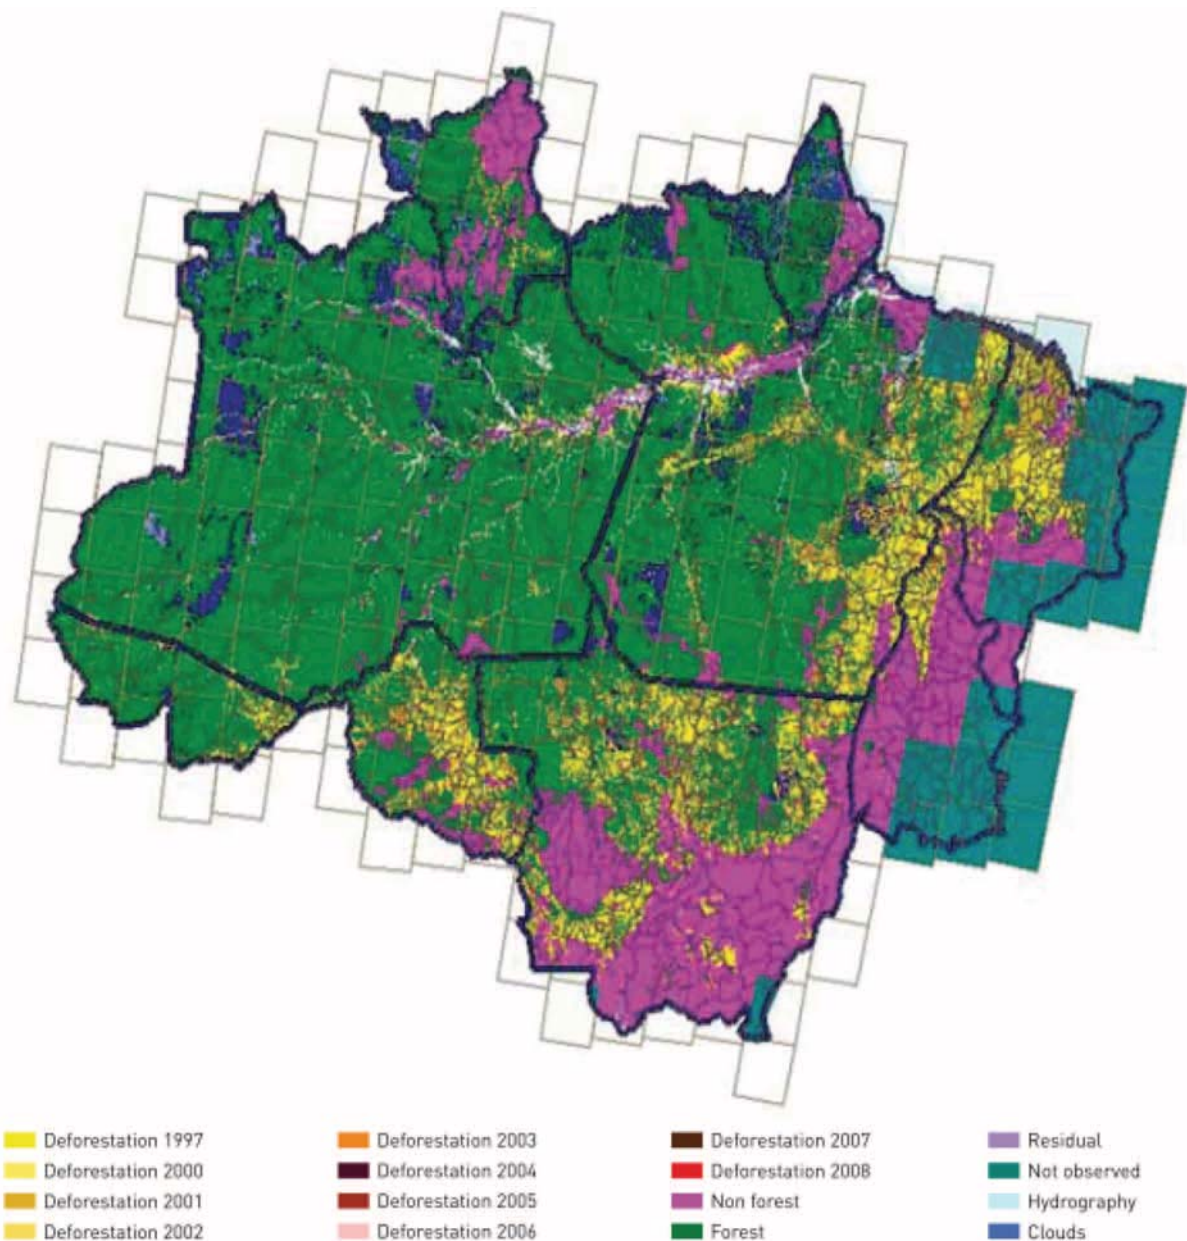 Deforestation 1997
Deforestation 2000
Deforestation 2001
Deforestation 2002
Deforestation 2003
Deforestation 2004
Deforestation 2005
Deforestation 2006
Deforestation 2007
Deforestation 2008
Non forest
Forest
Residual
Not observed
Hydrography
Clouds